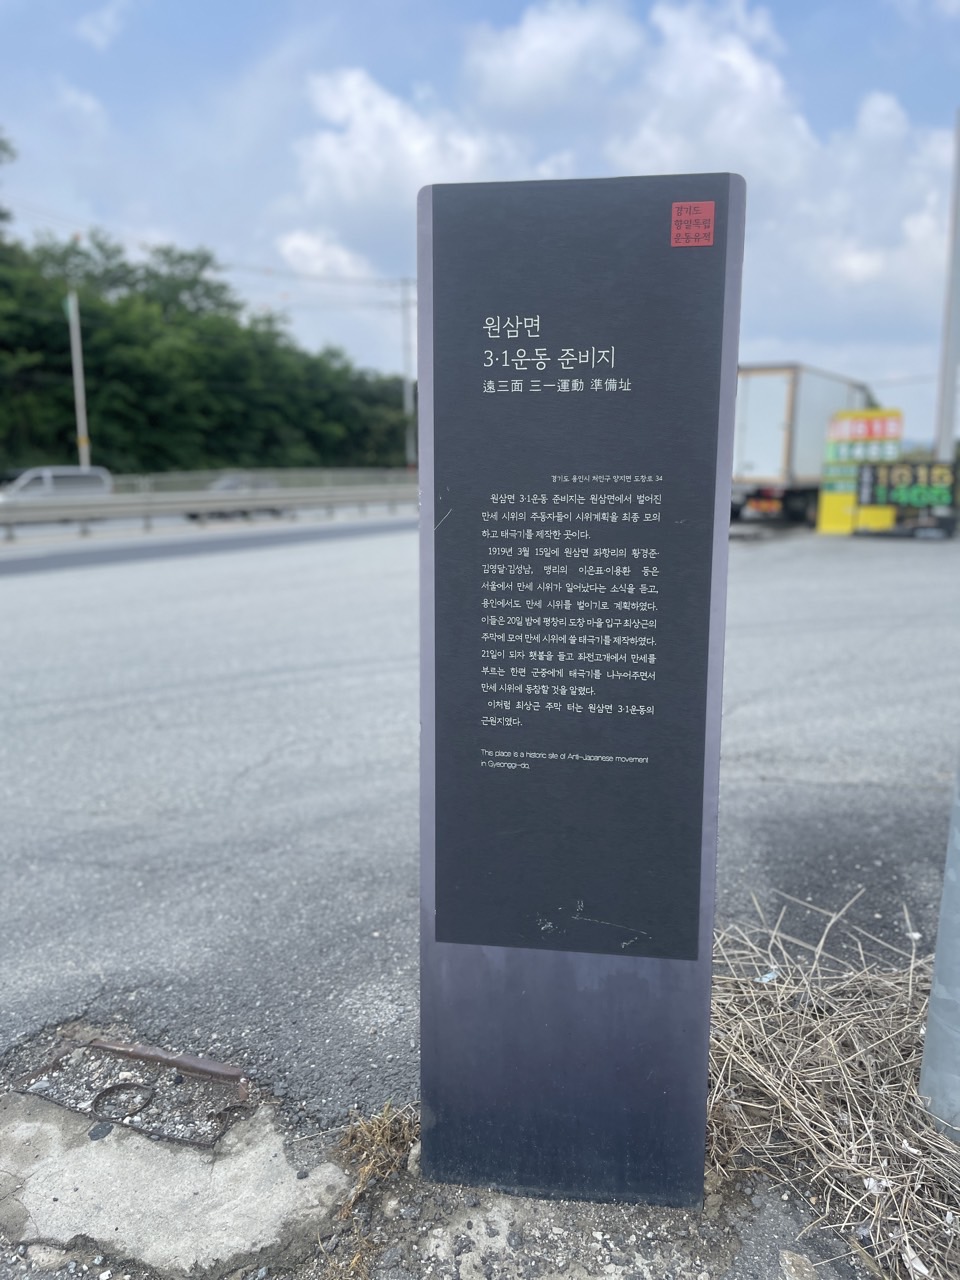 경기도
항일독립
운동유적
원삼면
3·1운동 준비지
遠三面 三一運動 準備址
경기도 용인시 처인구 양지면 도창로 34
원삼면 3·1운동 준비지는 원삼면에서 벌어진
만세 시위의 주동자들이 시위계획을 최종 모의
하고 태극기를 제작한 곳이다.
1919년 3월 15일에 원삼면 좌항리의 황경준·
김영달·김성남, 맹리의 이은표·이용환 등은
서울에서 만세 시위가 일어났다는 소식을 듣고,
용인에서도 만세 시위를 벌이기로 계획하였다.
이들은 20일 밤에 평창리 도창 마을 입구 최상근의
주막에 모여 만세 시위에 쓸 태극기를 제작하였다.
21일이 되자 횃불을 들고 좌전고개에서 만세를
부르는 한편 군중에게 태극기를 나누어주면서
만세 시위에 동참할 것을 알렸다.
이처럼 최상근 주막 터는 원삼면 3·1운동의
근원지였다.
This place is a historic site of Anti-Japanese movement
in Gyeonggi-do.
1615
1465